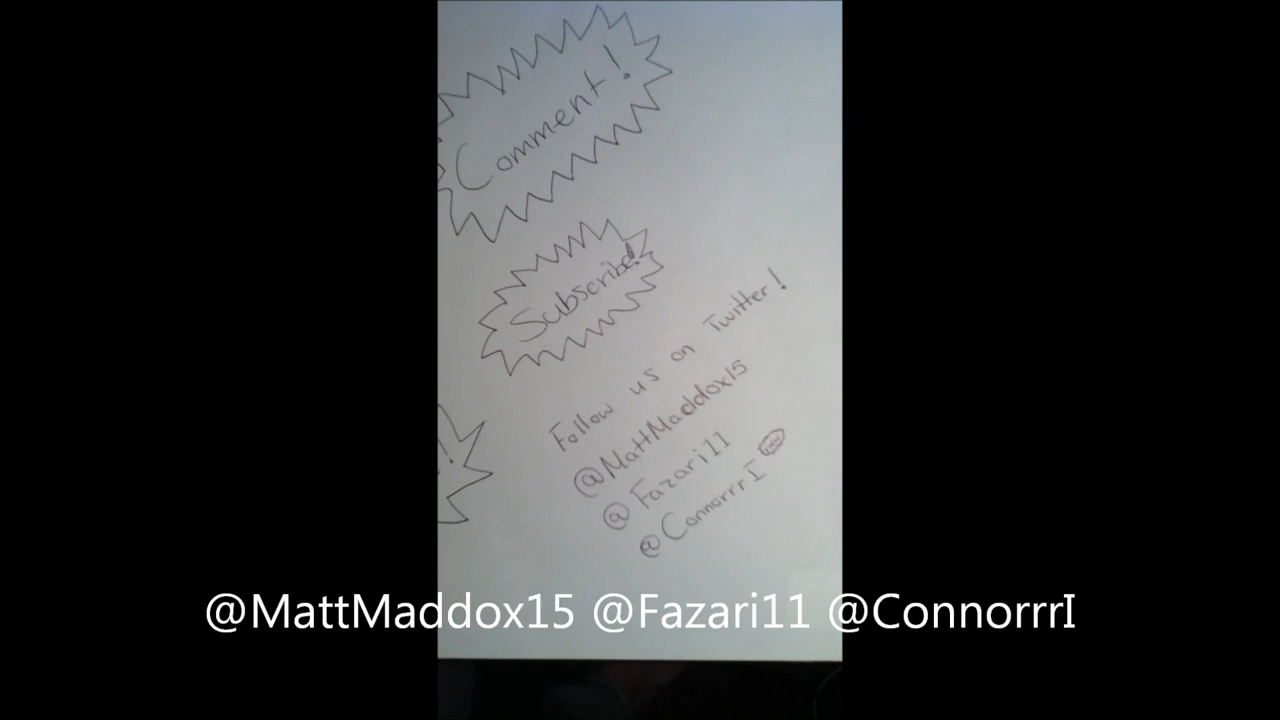 Comment!
Subscribe!
!
Follow us on Twitter!
@MattMaddox15
@Fazari11
@ConnorrrI
@MattMaddox15 @Fazari11 @ConnorrrI